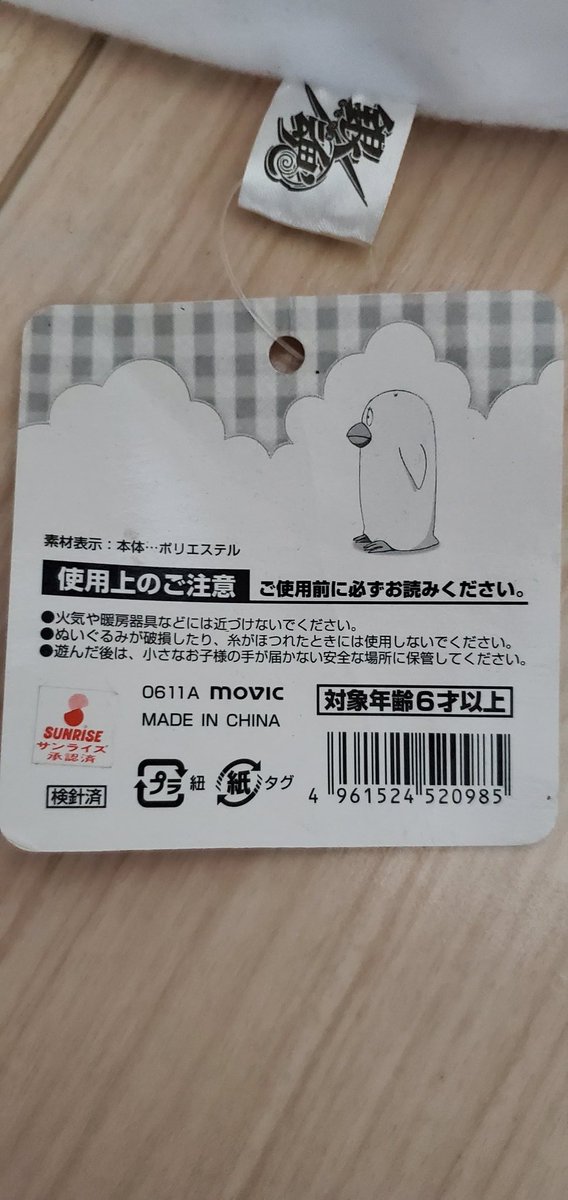 銀魂
素材表示：本体…ポリエステル
使用上のご注意 ご使用前に必ずお読みください。
●火気や暖房器具などには近づけないでください。
●ぬいぐるみが破損したり、糸がほつれたときには使用しないでください。
●遊んだ後は、小さなお子様の手が届かない安全な場所に保管してください。
0611A movic 対象年齢6才以上
MADE IN CHINA
SUNRISE
サンライズ
承認済
検針済 プラ 紐 紙 タグ
4 961524 520985